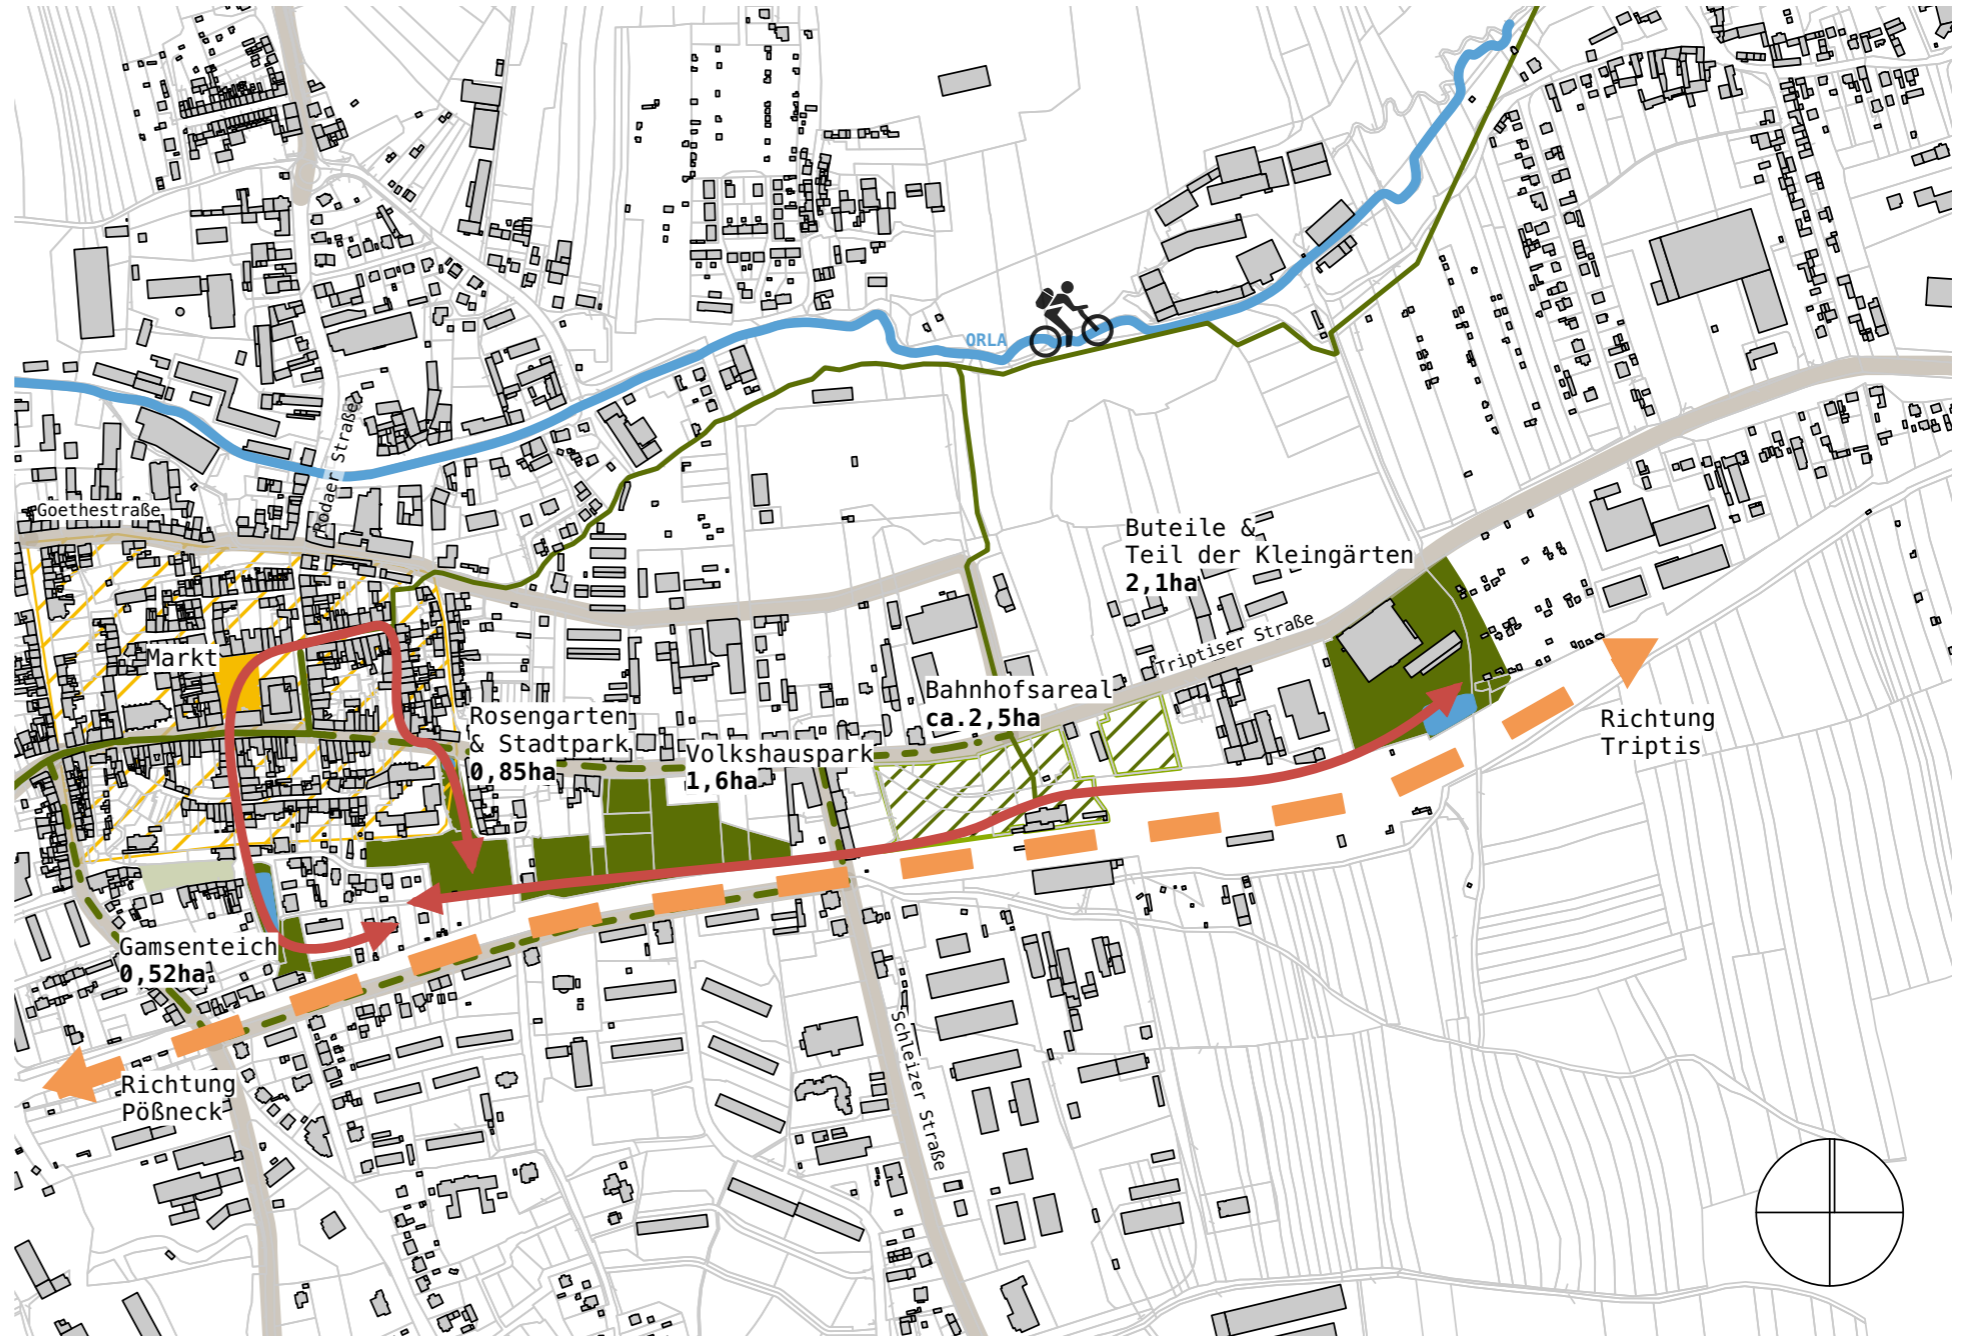 ORLA
Rodaer Straße
Goethestraße
Buteile &
Teil der Kleingärten
2,1ha
Triptiser Straße
Markt
Bahnhofsareal
ca.2,5ha
Rosengarten
& Stadtpark
0,85ha
Volkshauspark
1,6ha
Richtung
Triptis
Gamsenteich
0,52ha
Schleizer Straße
Richtung
Pößneck